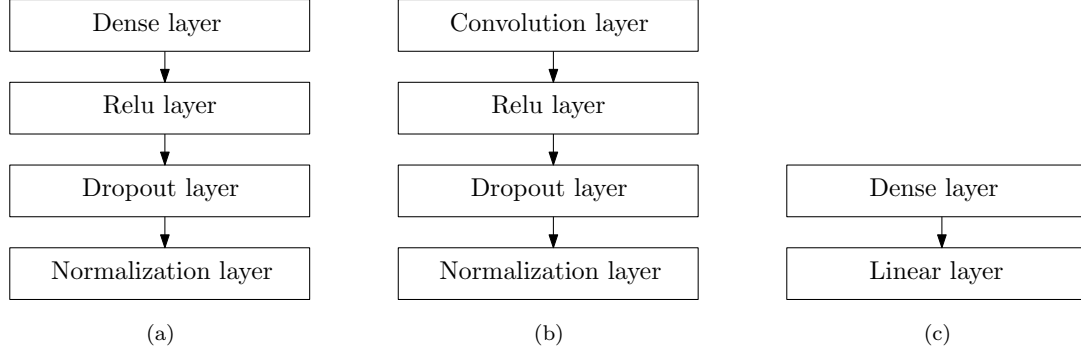 Dense layer
Relu layer
Dropout layer
Normalization layer
(a)
Convolution layer
Relu layer
Dropout layer
Normalization layer
(b)
Dense layer
Linear layer
(c)